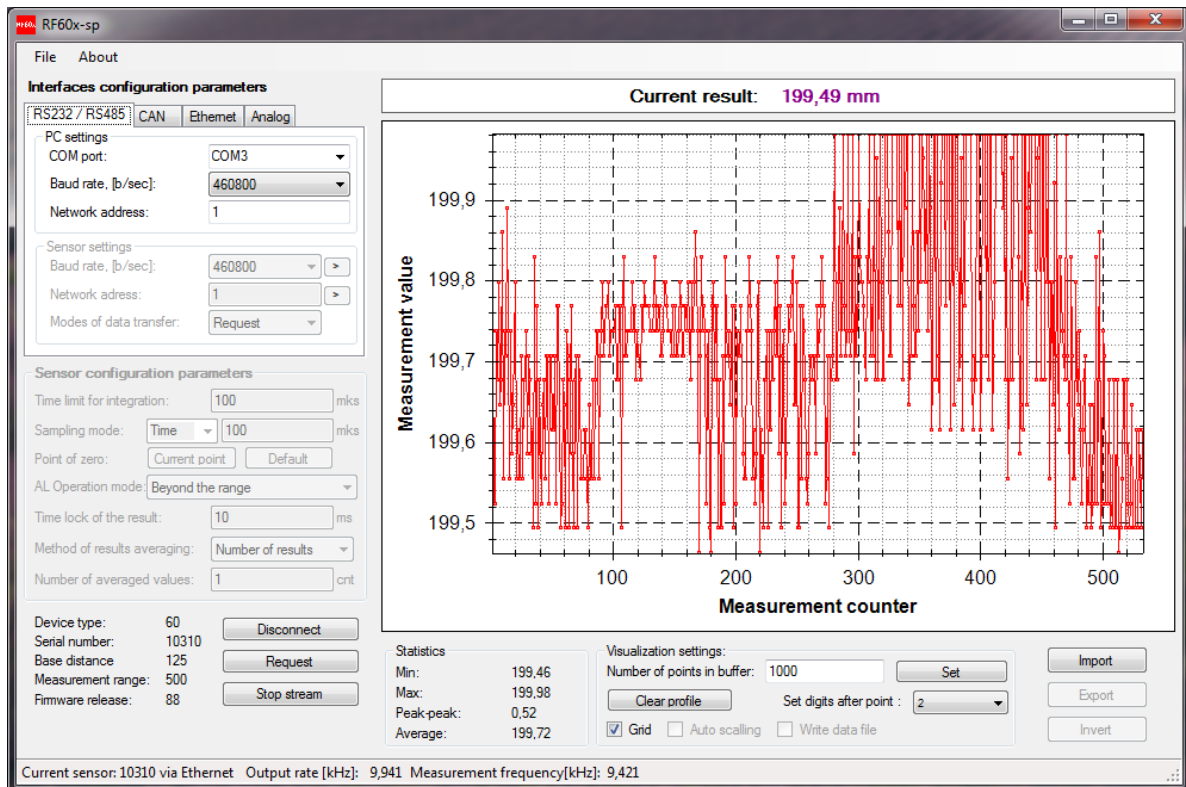 RF60x-sp
File About
Interfaces configuration parameters
RS232 / RS485 CAN Ethernet Analog
PC settings
COM port: COM3
Baud rate, [b/sec]: 460800
Network address: 1
Sensor settings
Baud rate, [b/sec]: 460800 >
Network adress: 1 >
Modes of data transfer: Request
Sensor configuration parameters
Time limit for integration: 100 mks
Sampling mode: Time 100 mks
Point of zero: Current point Default
AL Operation mode: Beyond the range
Time lock of the result: 10 ms
Method of results averaging: Number of results
Number of averaged values: 1 cnt
Device type: 60
Serial number: 10310
Base distance 125
Measurement range: 500
Firmware release: 88
Disconnect
Request
Stop stream
Current result: 199,49 mm
Measurement value
199,9
199,8
199,7
199,6
199,5
100 200 300 400 500
Measurement counter
Statistics
Min: 199,46
Max: 199,98
Peak-peak: 0,52
Average: 199,72
Visualization settings:
Number of points in buffer: 1000 Set
Clear profile Set digits after point : 2
Grid Auto scalling Write data file
Import
Export
Invert
Current sensor: 10310 via Ethernet Output rate [kHz]: 9,941 Measurement frequency[kHz]: 9,421